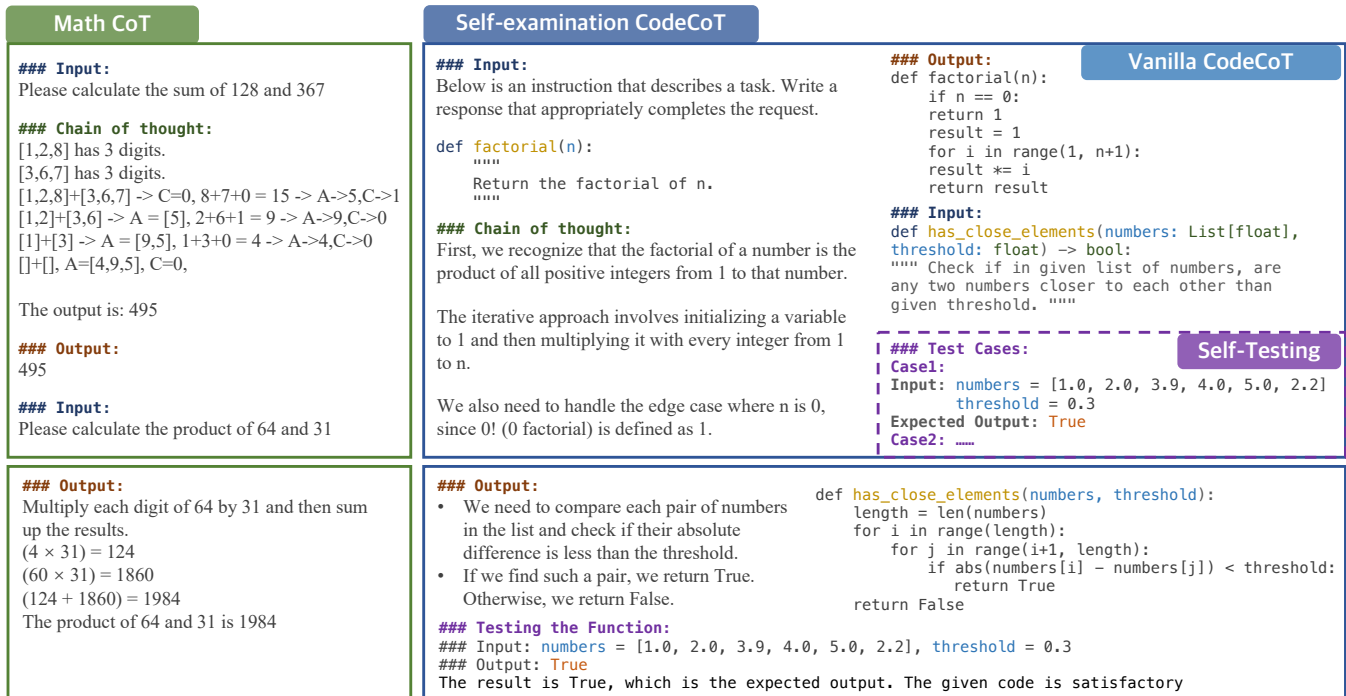 Math CoT
### Input:
Please calculate the sum of 128 and 367
### Chain of thought:
[1,2,8] has 3 digits.
[3,6,7] has 3 digits.
[1,2,8]+[3,6,7] -> C=0, 8+7+0 = 15 -> A->5,C->1
[1,2]+[3,6] -> A = [5], 2+6+1 = 9 -> A->9,C->0
[1]+[3] -> A = [9,5], 1+3+0 = 4 -> A->4,C->0
[]+[], A=[4,9,5], C=0,
The output is: 495
### Output:
495
### Input:
Please calculate the product of 64 and 31
### Output:
Multiply each digit of 64 by 31 and then sum
up the results.
(4 × 31) = 124
(60 × 31) = 1860
(124 + 1860) = 1984
The product of 64 and 31 is 1984
Self-examination CodeCoT
### Input:
Below is an instruction that describes a task. Write a
response that appropriately completes the request.
def factorial(n):
"""
Return the factorial of n.
"""
### Chain of thought:
First, we recognize that the factorial of a number is the
product of all positive integers from 1 to that number.
The iterative approach involves initializing a variable
to 1 and then multiplying it with every integer from 1
to n.
We also need to handle the edge case where n is 0,
since 0! (0 factorial) is defined as 1.
Vanilla CodeCoT
### Output:
def factorial(n):
if n == 0:
return 1
result = 1
for i in range(1, n+1):
result *= i
return result
### Input:
def has_close_elements(numbers: List[float],
threshold: float) -> bool:
""" Check if in given list of numbers, are
any two numbers closer to each other than
given threshold. """
Self-Testing
### Test Cases:
Case1:
Input: numbers = [1.0, 2.0, 3.9, 4.0, 5.0, 2.2]
threshold = 0.3
Expected Output: True
Case2: ……
### Output:
• We need to compare each pair of numbers
in the list and check if their absolute
difference is less than the threshold.
• If we find such a pair, we return True.
Otherwise, we return False.
def has_close_elements(numbers, threshold):
length = len(numbers)
for i in range(length):
for j in range(i+1, length):
if abs(numbers[i] − numbers[j]) < threshold:
return True
return False
### Testing the Function:
### Input: numbers = [1.0, 2.0, 3.9, 4.0, 5.0, 2.2], threshold = 0.3
### Output: True
The result is True, which is the expected output. The given code is satisfactory